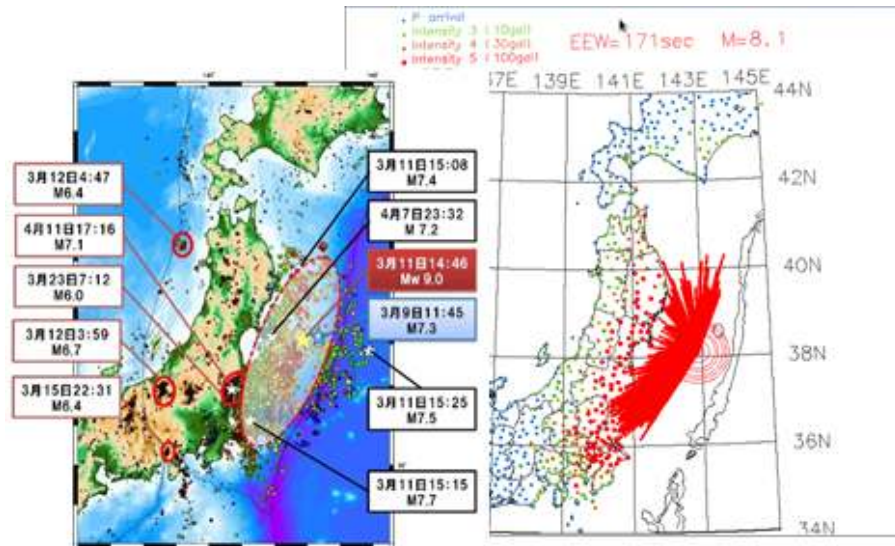 P arrival
Intensity 3 ( 10gal)
Intensity 4 ( 30gal)
Intensity 5 ( 100gal)
EEW=171sec M=8.1
37E 139E 141E 143E 145E
44N
42N
40N
38N
36N
34N
3月12日4:47
M6.4
4月11日17:16
M7.1
3月23日7:12
M6.0
3月12日3:59
M6.7
3月15日22:31
M6.4
3月11日15:08
M7.4
4月7日23:32
M 7.2
3月11日14:46
Mw 9.0
3月9日11:45
M7.3
3月11日15:25
M7.5
3月11日15:15
M7.7